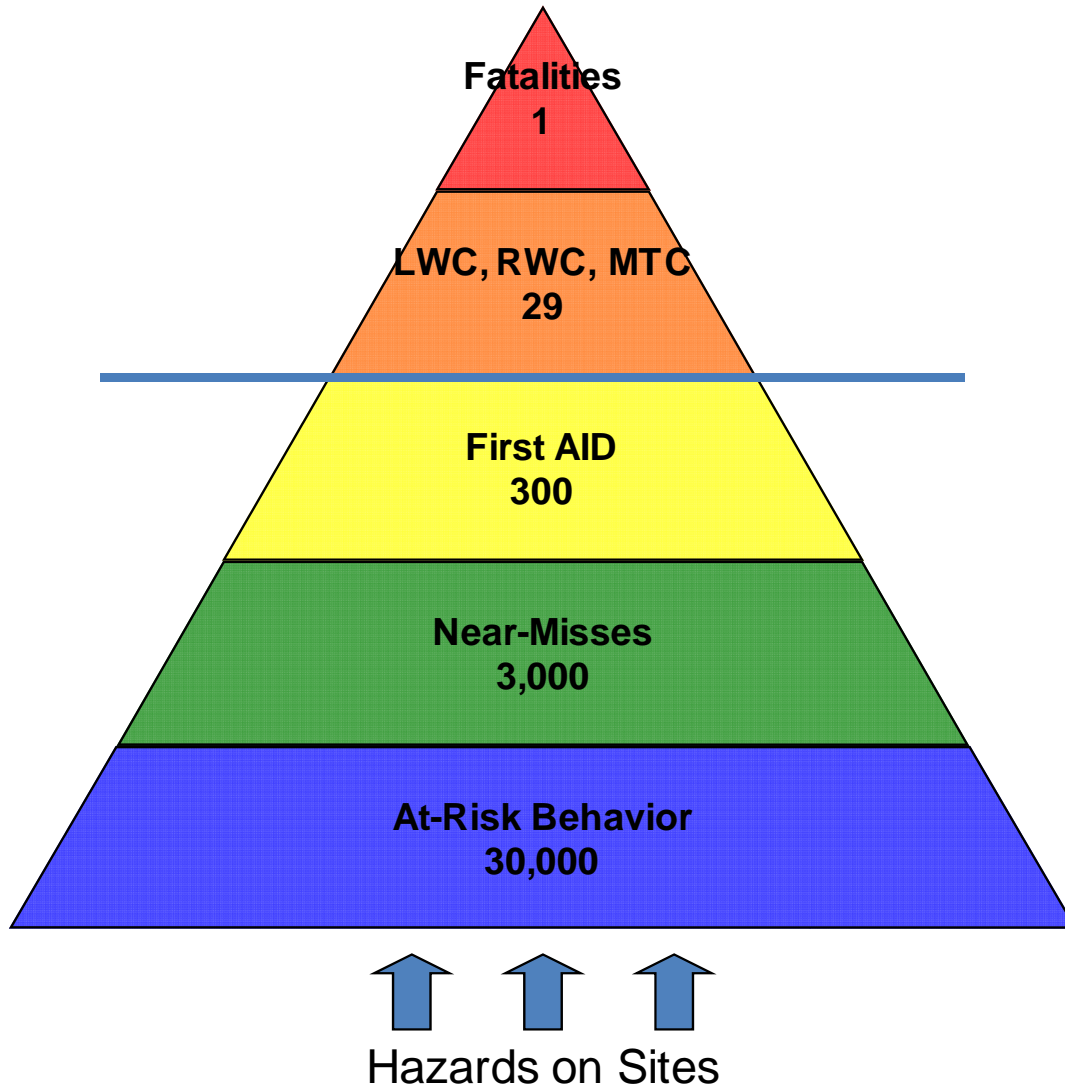 Fatalities
1
LWC, RWC, MTC
29
First AID
300
Near-Misses
3,000
At-Risk Behavior
30,000
Hazards on Sites